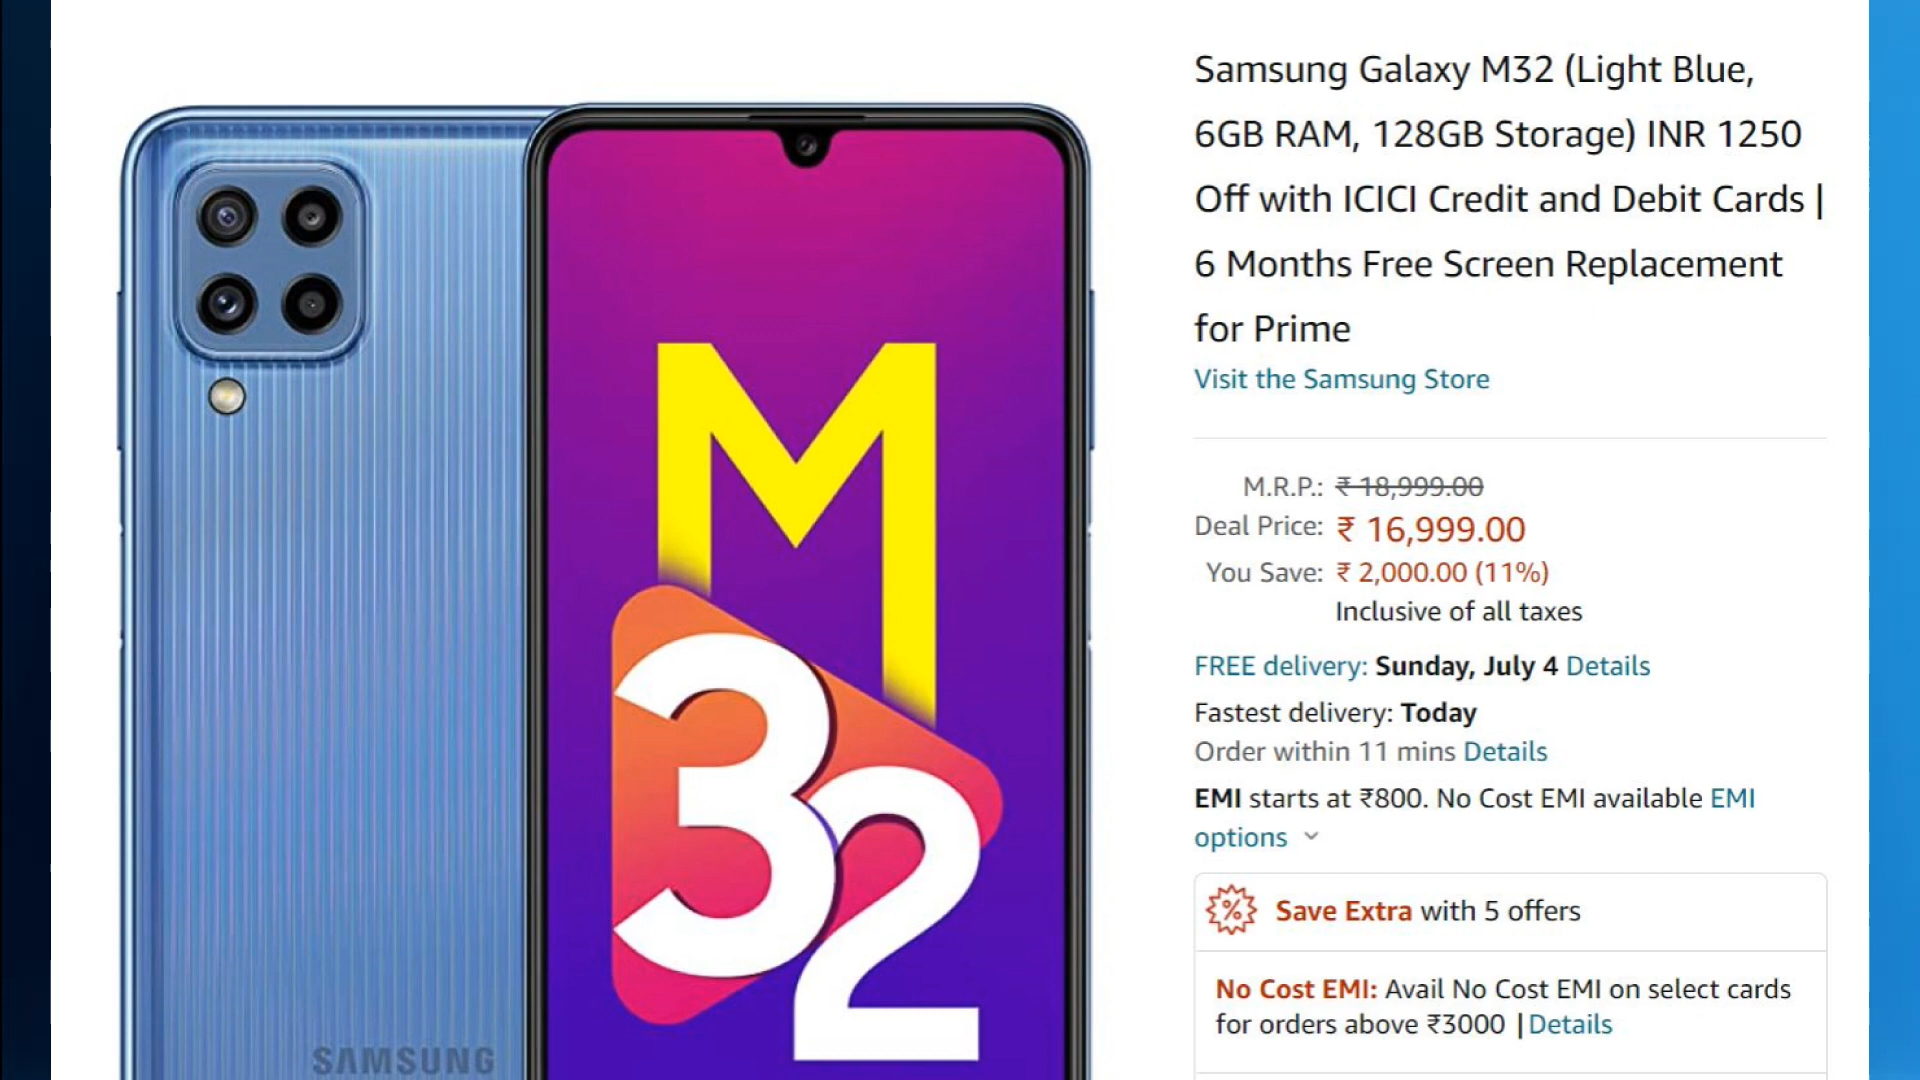 M
32
SAMSUNG
Samsung Galaxy M32 (Light Blue,
6GB RAM, 128GB Storage) INR 1250
Off with ICICI Credit and Debit Cards |
6 Months Free Screen Replacement
for Prime
Visit the Samsung Store
M.R.P.: ₹ 18,999.00
Deal Price: ₹ 16,999.00
You Save: ₹ 2,000.00 (11%)
Inclusive of all taxes
FREE delivery: Sunday, July 4 Details
Fastest delivery: Today
Order within 11 mins Details
EMI starts at ₹800. No Cost EMI available EMI
options
Save Extra with 5 offers
No Cost EMI: Avail No Cost EMI on select cards
for orders above ₹3000 | Details